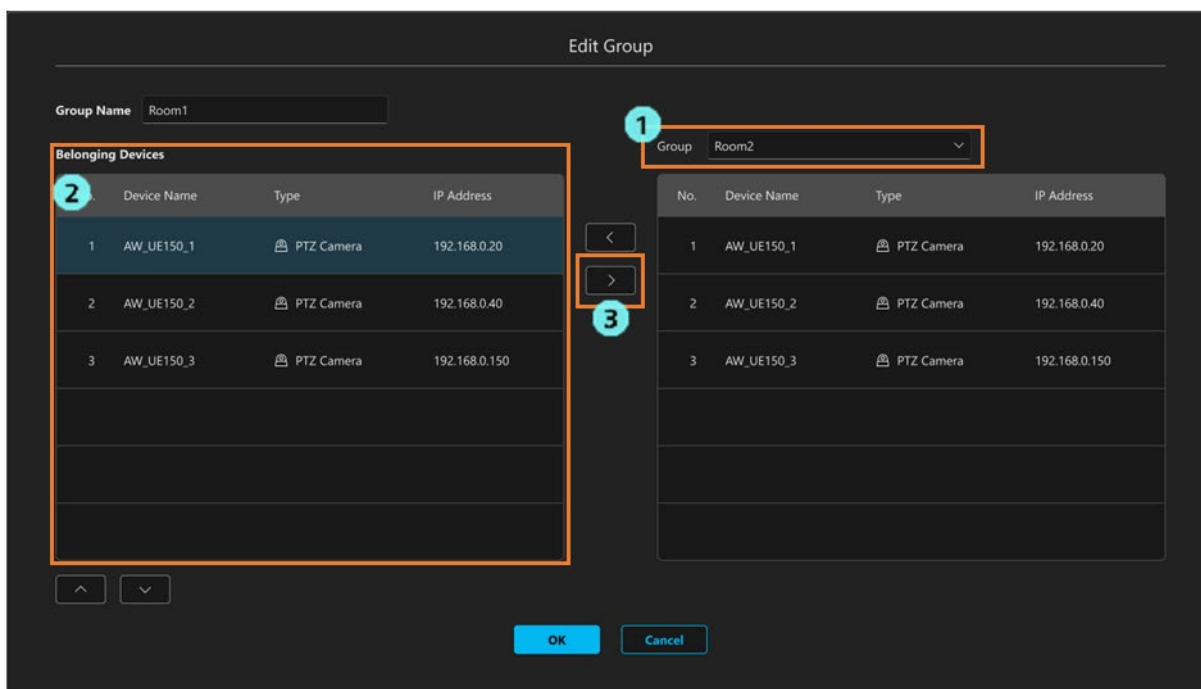 Edit Group
Group Name Room1
1
Group Room2
Belonging Devices
2 . Device Name Type IP Address
No. Device Name Type IP Address
1 AW_UE150_1 PTZ Camera 192.168.0.20
2 AW_UE150_2 PTZ Camera 192.168.0.40
3 AW_UE150_3 PTZ Camera 192.168.0.150
<
>
3
1 AW_UE150_1 PTZ Camera 192.168.0.20
2 AW_UE150_2 PTZ Camera 192.168.0.40
3 AW_UE150_3 PTZ Camera 192.168.0.150
OK Cancel